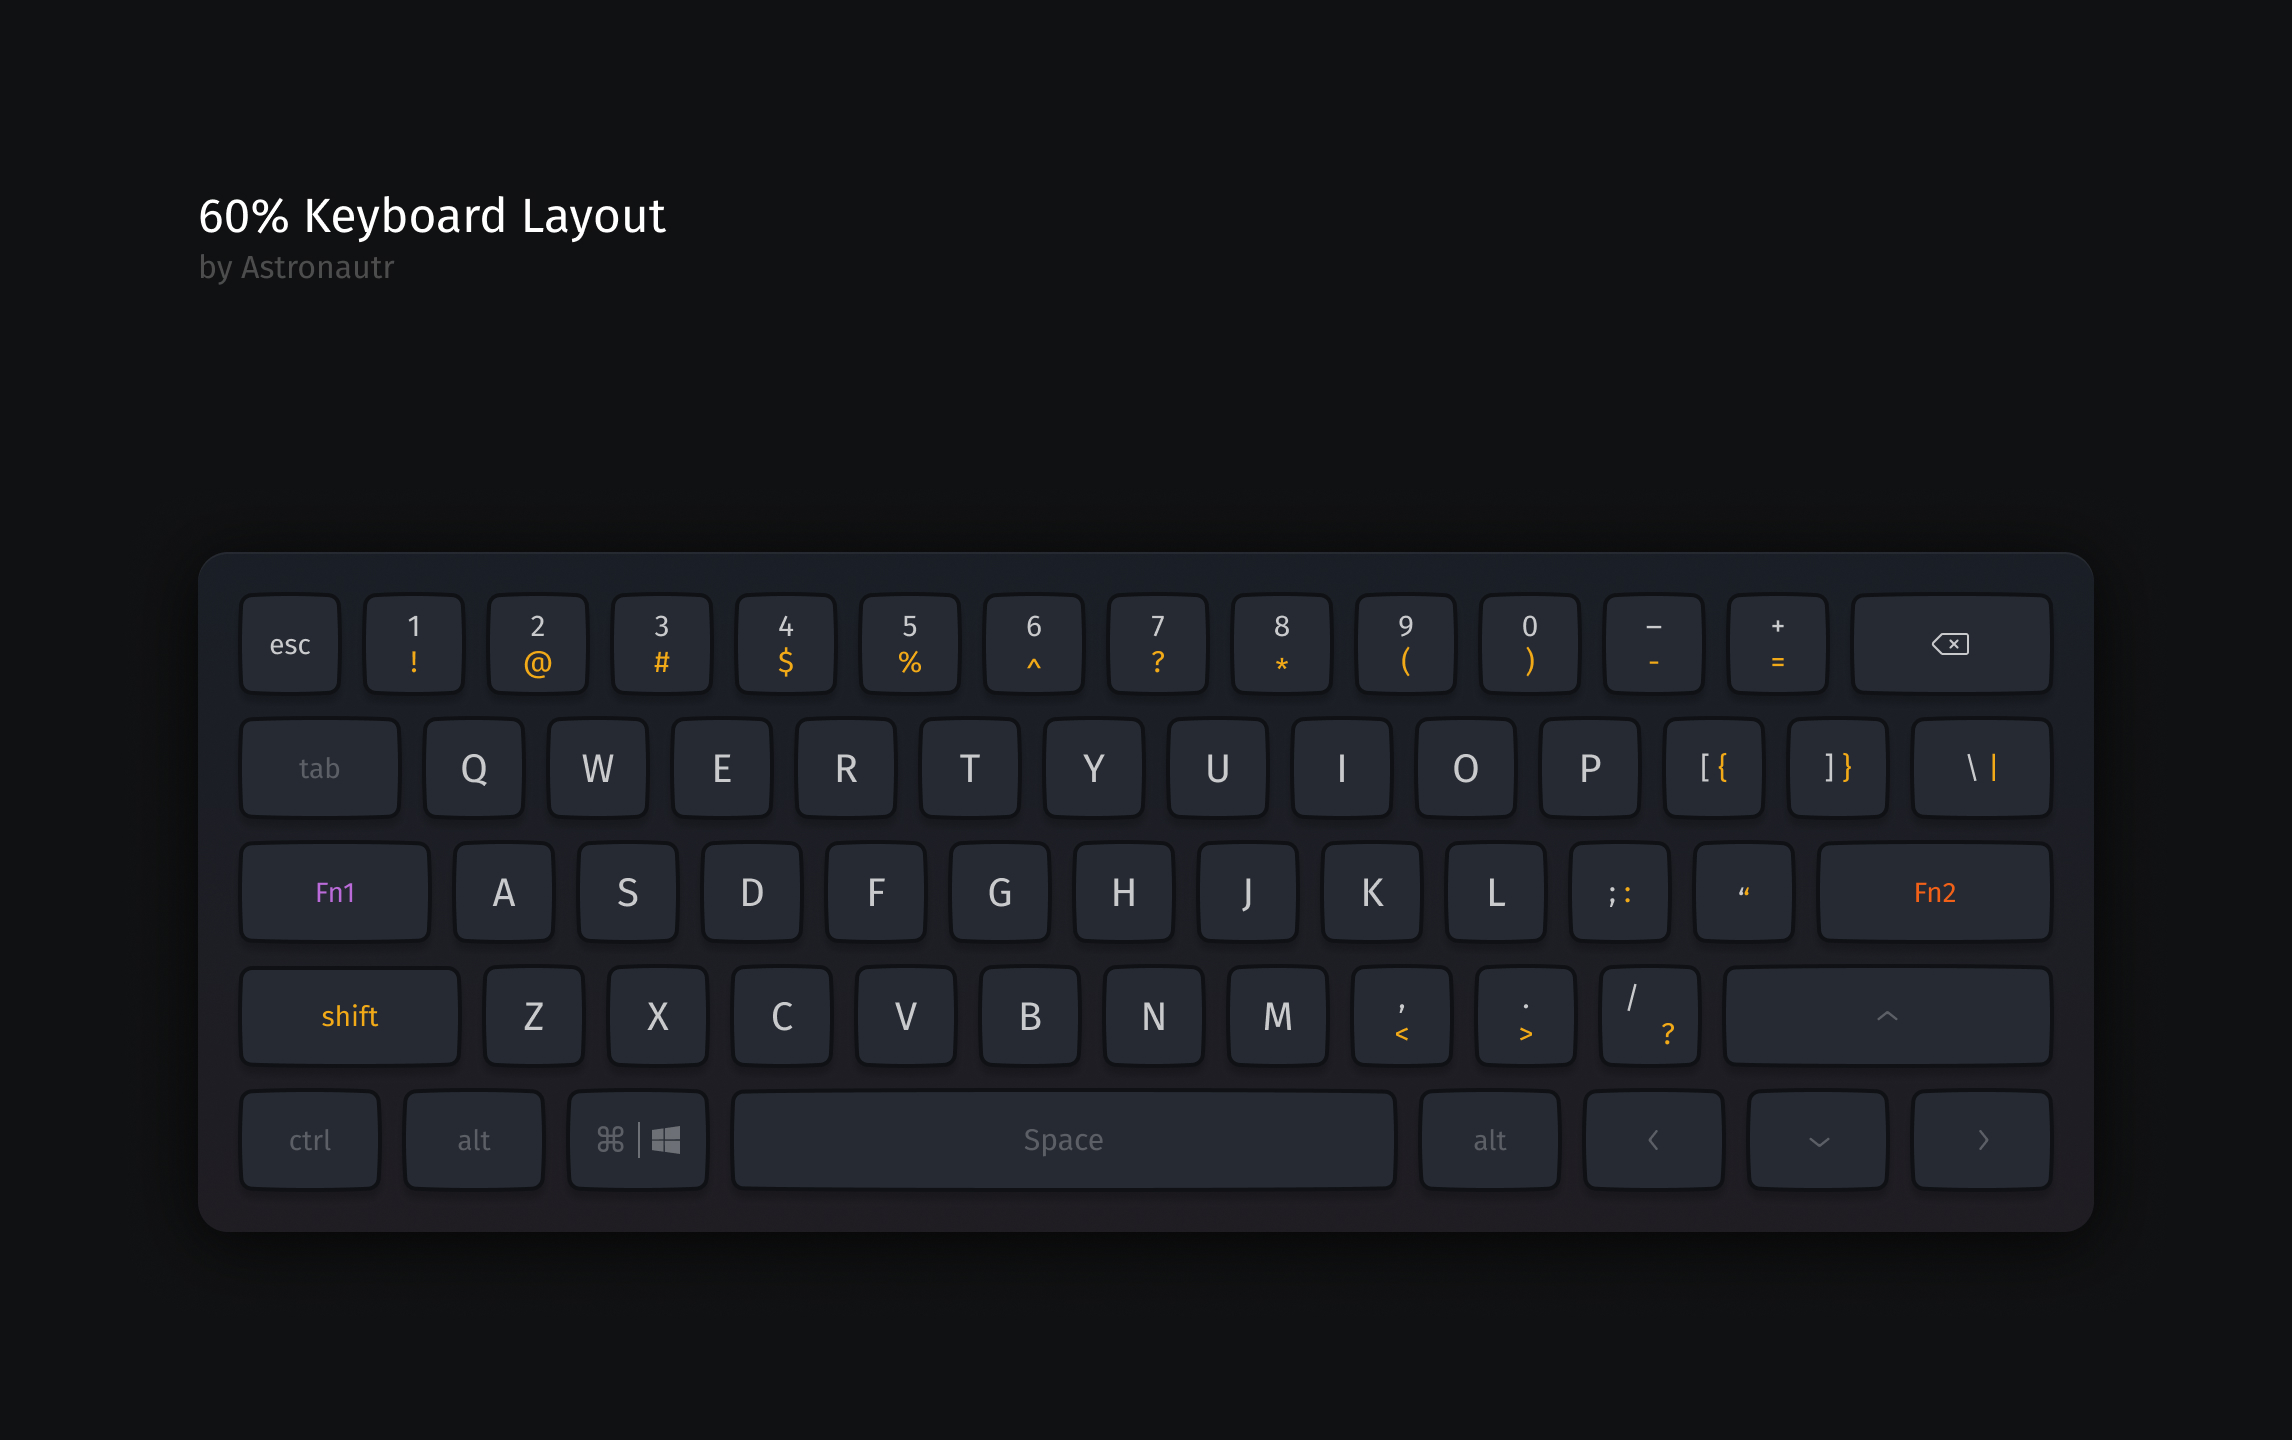 60% Keyboard Layout
by Astronautr
esc 1 2 3 4 5 6 7 8 9 0 – +
! @ # $ % ^ ? * ( ) - =
tab Q W E R T Y U I O P [ { ] } \ |
Fn1 A S D F G H J K L ; : “ Fn2
shift Z X C V B N M , . /
< > ?
ctrl alt ⌘ | Space alt